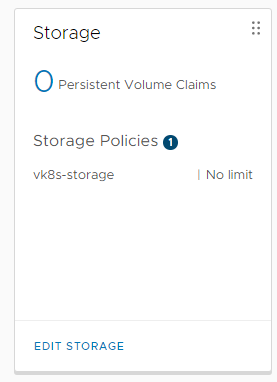 Storage
0 Persistent Volume Claims
Storage Policies 1
vk8s-storage | No limit
EDIT STORAGE